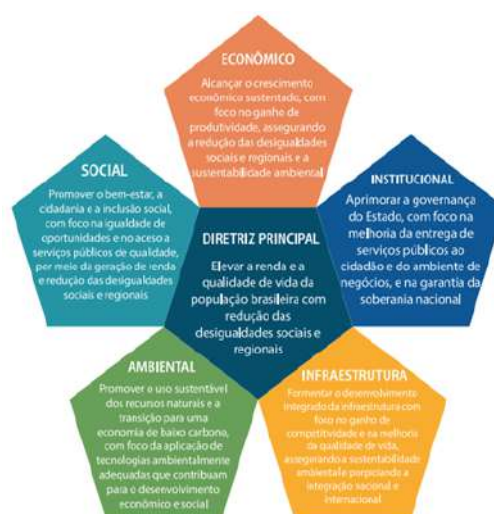 ECONÔMICO
Alcançar o crescimento
econômico sustentado, com
foco no ganho de
produtividade, assegurando
a redução das desigualdades
sociais e regionais e a
sustentabilidade ambiental
SOCIAL
Promover o bem-estar, a
cidadania e a inclusão social,
com foco na igualdade de
oportunidades e no aceso a
serviços públicos de qualidade,
por meio da geração de renda
e redução das desigualdades
sociais e regionais
INSTITUCIONAL
Aprimorar a governança
do Estado, com foco na
melhoria da entrega de
serviços públicos ao
cidadão e do ambiente de
negócios, e na garantia da
soberania nacional
DIRETRIZ PRINCIPAL
Elevar a renda e a
qualidade de vida da
população brasileira com
redução das
desigualdades sociais e
regionais
AMBIENTAL
Promover o uso sustentável
dos recursos naturais e a
transição para uma
economia de baixo carbono,
com foco da aplicação de
tecnologias ambientalmente
adequadas que contribuam
para o desenvolvimento
econômico e social
INFRAESTRUTURA
Fomentar o desenvolvimento
integrado da infraestrutura com
foco no ganho de
competitividade e na melhoria
da qualidade de vida,
assegurando a sustentabilidade
ambiental e porpiciando a
integração nacional e
internacional